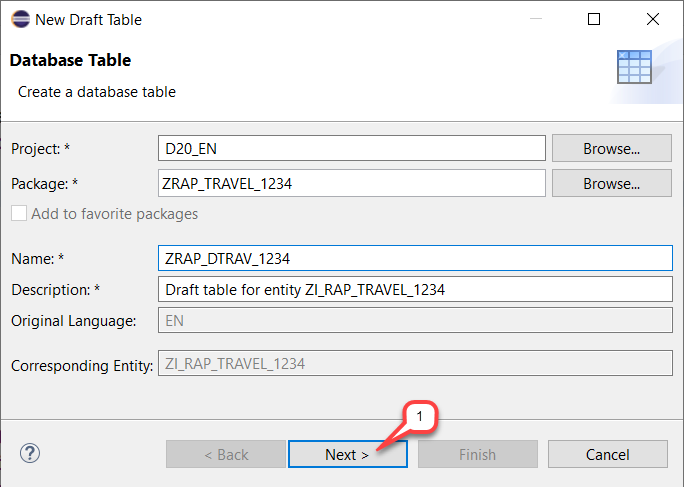 New Draft Table
Database Table
Create a database table
Project: * D20_EN Browse...
Package: * ZRAP_TRAVEL_1234 Browse...
Add to favorite packages
Name: * ZRAP_DTRAV_1234
Description: * Draft table for entity ZI_RAP_TRAVEL_1234
Original Language: EN
Corresponding Entity: ZI_RAP_TRAVEL_1234
1
? < Back Next > Finish Cancel